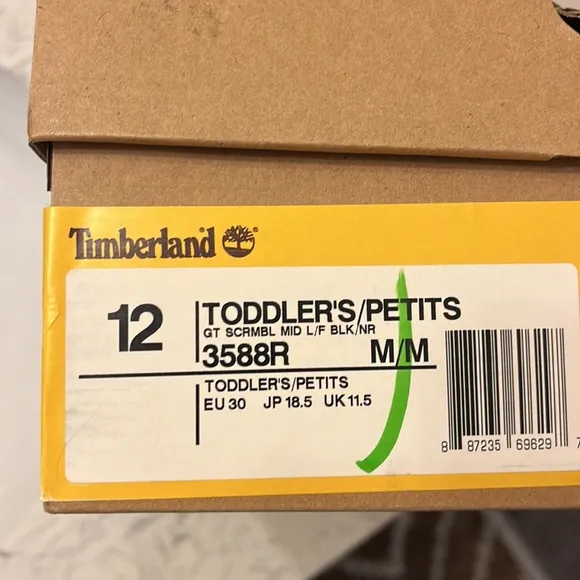 Timberland
12
TODDLER'S/PETITS
GT SCRMBL MID L/F BLK/NR
3588R M/M
TODDLER'S/PETITS
EU 30 JP 18.5 UK 11.5
8 87235 69629 7